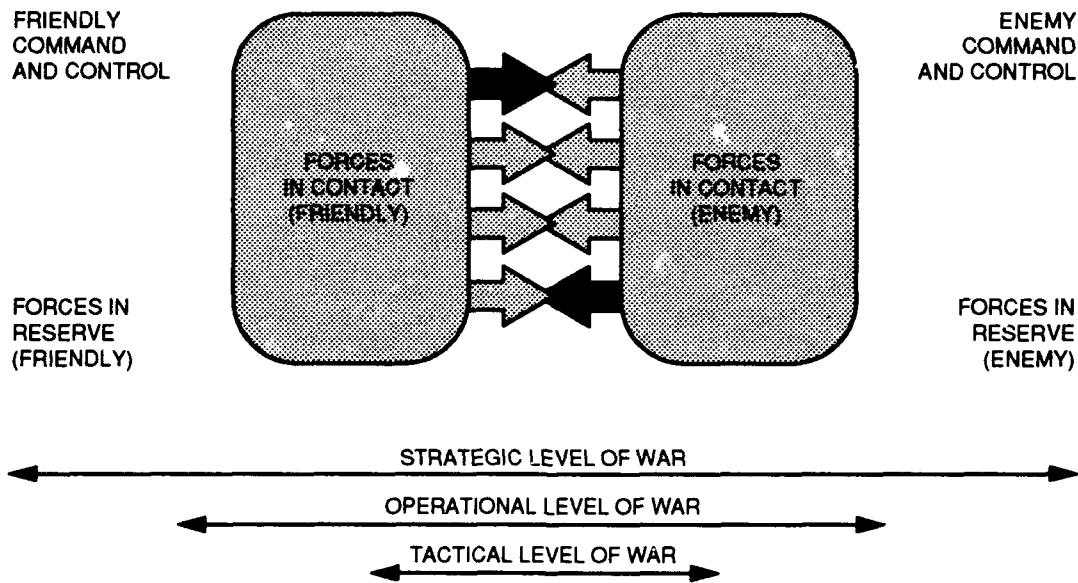 FRIENDLY
COMMAND
AND CONTROL
ENEMY
COMMAND
AND CONTROL
FORCES
IN CONTACT
(FRIENDLY)
FORCES
IN CONTACT
(ENEMY)
FORCES IN
RESERVE
(FRIENDLY)
FORCES IN
RESERVE
(ENEMY)
STRATEGIC LEVEL OF WAR
OPERATIONAL LEVEL OF WAR
TACTICAL LEVEL OF WAR